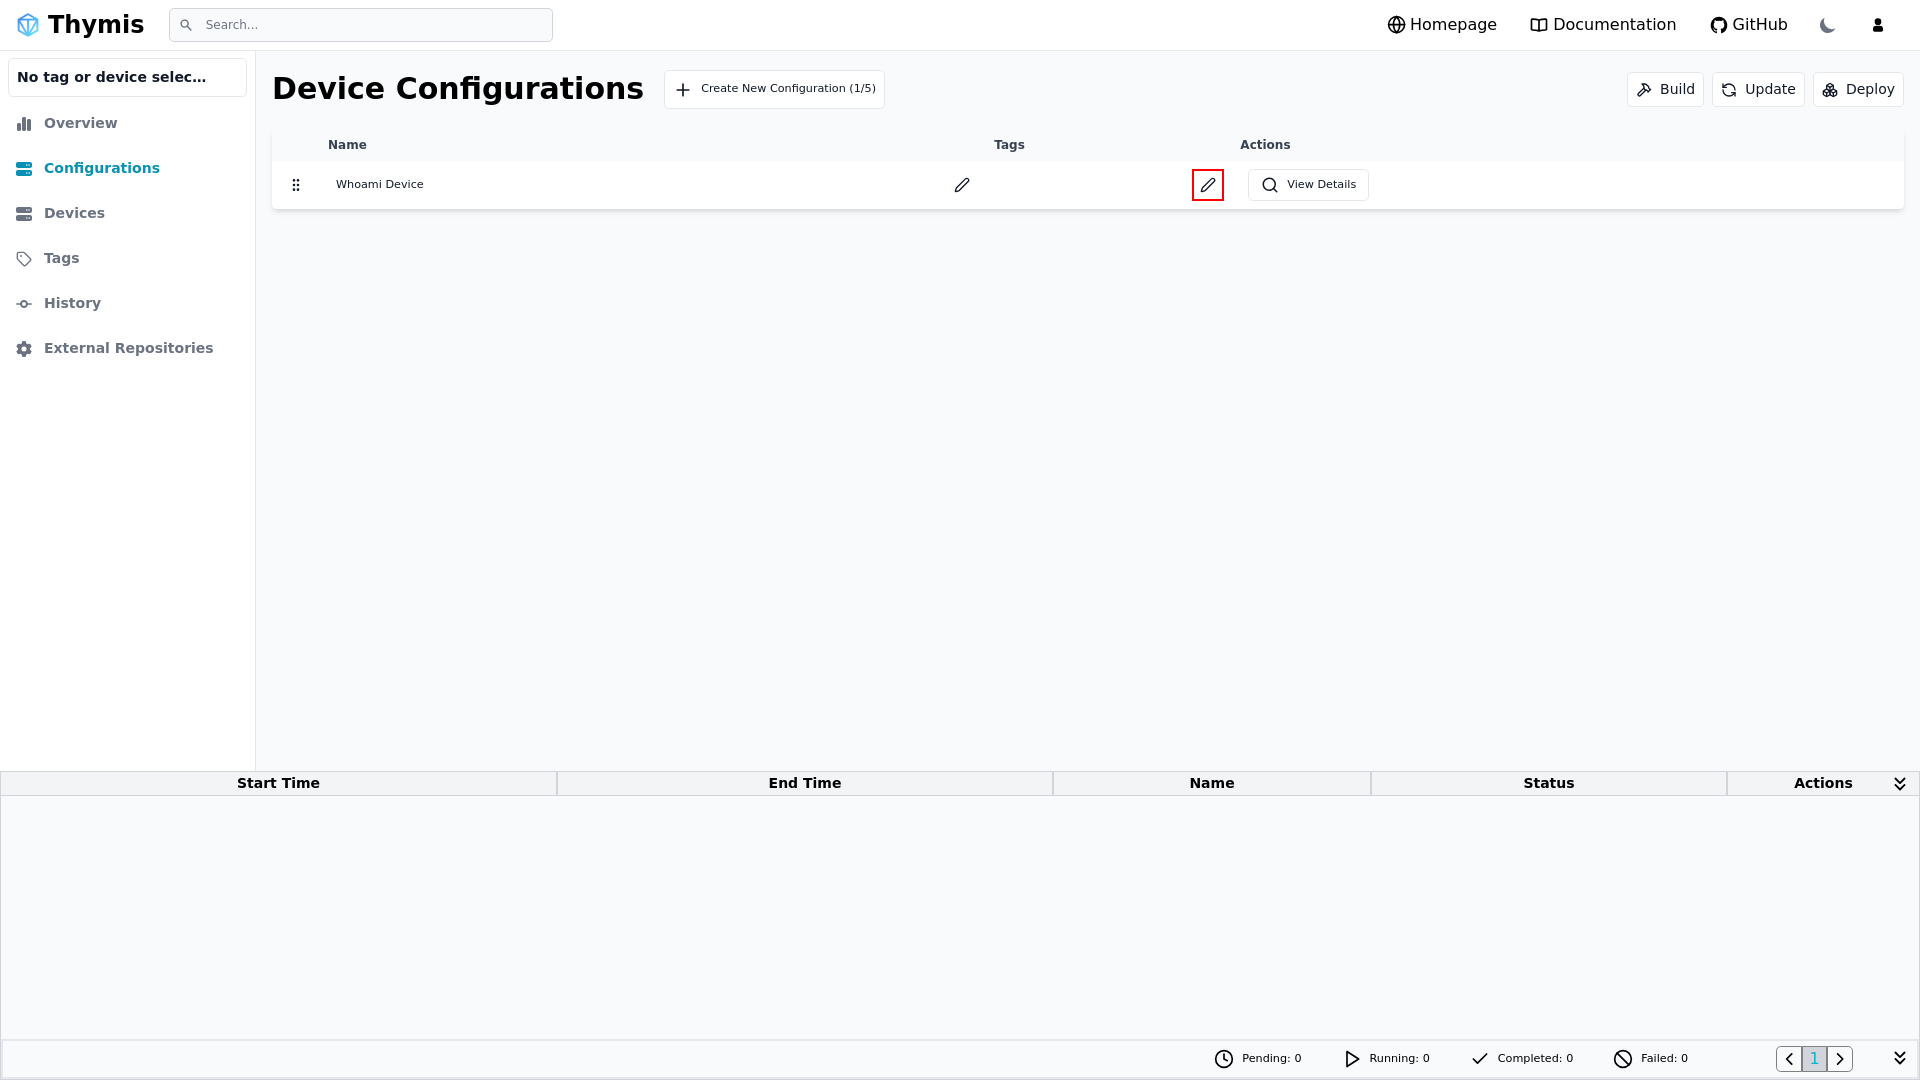 Thymis
Search...
Homepage
Documentation
GitHub
No tag or device selec...
Overview
Configurations
Devices
Tags
History
External Repositories
Device Configurations
Create New Configuration (1/5)
Build
Update
Deploy
Name Tags Actions
Whoami Device
View Details
Start Time End Time Name Status Actions
Pending: 0 Running: 0 Completed: 0 Failed: 0 1